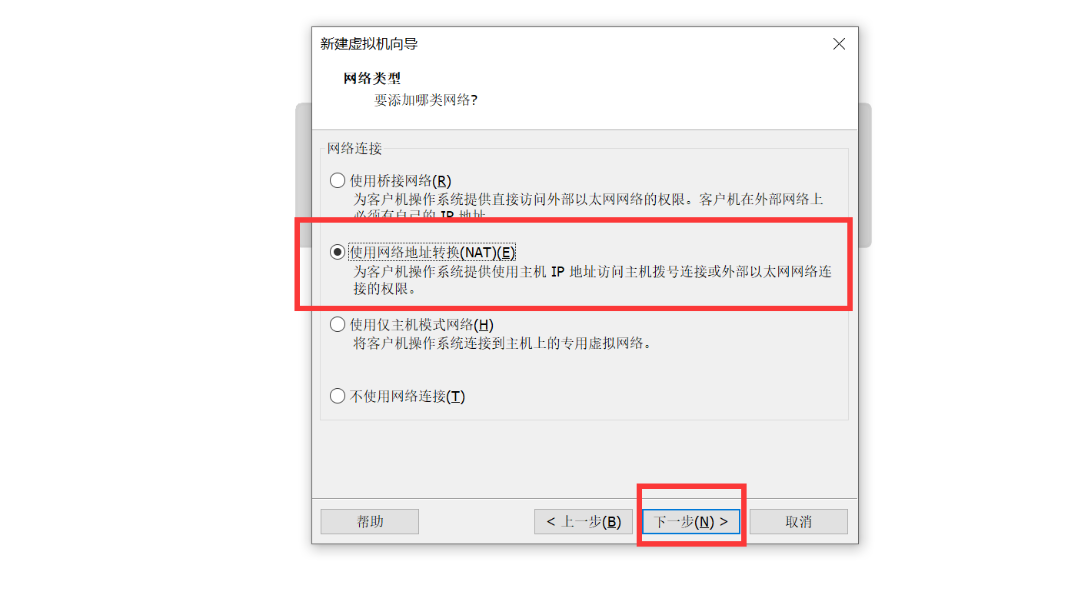 新建虚拟机向导
网络类型
要添加哪类网络?
网络连接
使用桥接网络(R)
为客户机操作系统提供直接访问外部以太网网络的权限。客户机在外部网络上
必须有自己的 IP 地址。
使用网络地址转换(NAT)(E)
为客户机操作系统提供使用主机 IP 地址访问主机拨号连接或外部以太网网络连
接的权限。
使用仅主机模式网络(H)
将客户机操作系统连接到主机上的专用虚拟网络。
不使用网络连接(T)
帮助
< 上一步(B)
下一步(N) >
取消